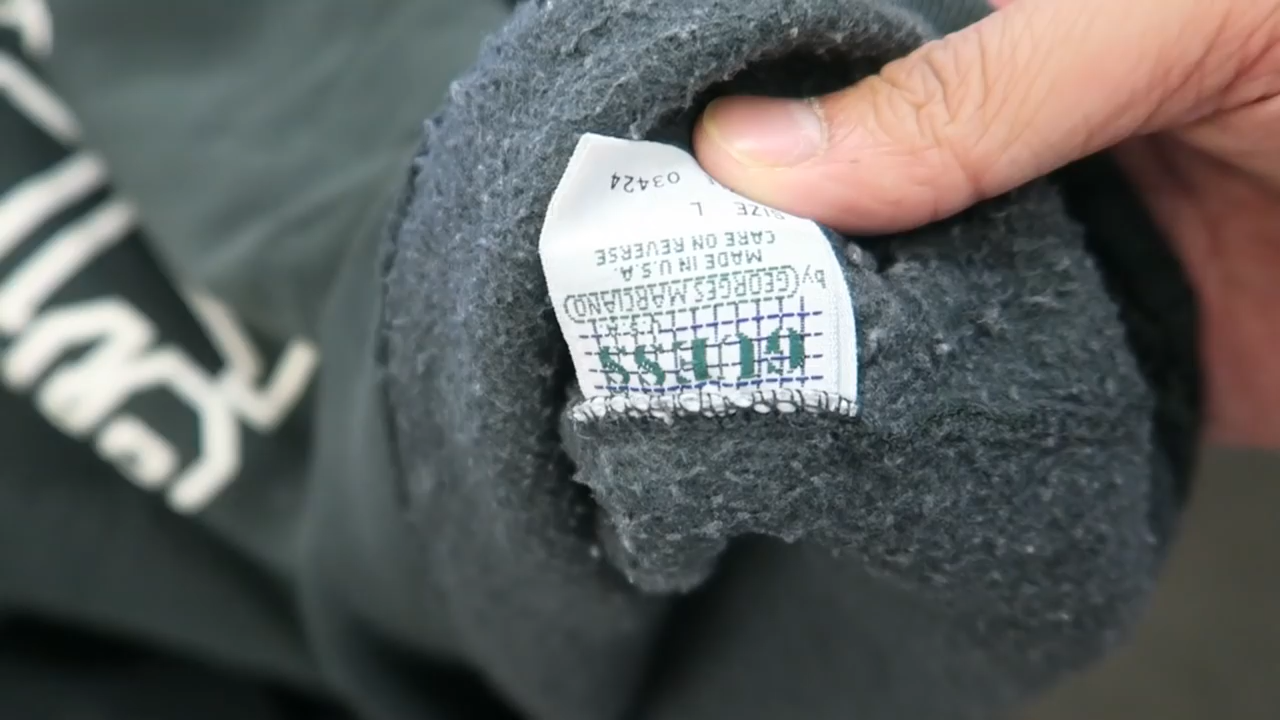 GUESS
U.S.A.
by GEORGES MARCIANO
MADE IN U.S.A.
CARE ON REVERSE
SIZE L
03424